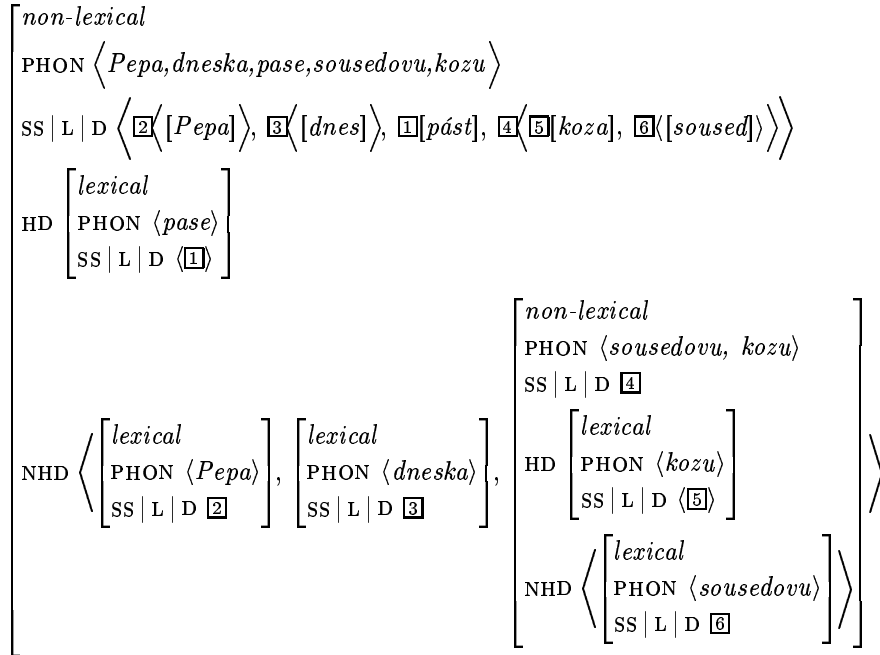 non-lexical
PHON ⟨Pepa,dneska,pase,sousedovu,kozu⟩
SS | L | D ⟨[2]⟨[Pepa]⟩, [3]⟨[dnes]⟩, [1][pást], [4]⟨[5][koza], [6]⟨[soused]⟩⟩⟩
HD
lexical
PHON ⟨pase⟩
SS | L | D ⟨[1]⟩
NHD
lexical
PHON ⟨Pepa⟩
SS | L | D [2]
,
lexical
PHON ⟨dneska⟩
SS | L | D [3]
,
non-lexical
PHON ⟨sousedovu, kozu⟩
SS | L | D [4]
HD
lexical
PHON ⟨kozu⟩
SS | L | D ⟨[5]⟩
NHD
lexical
PHON ⟨sousedovu⟩
SS | L | D [6]